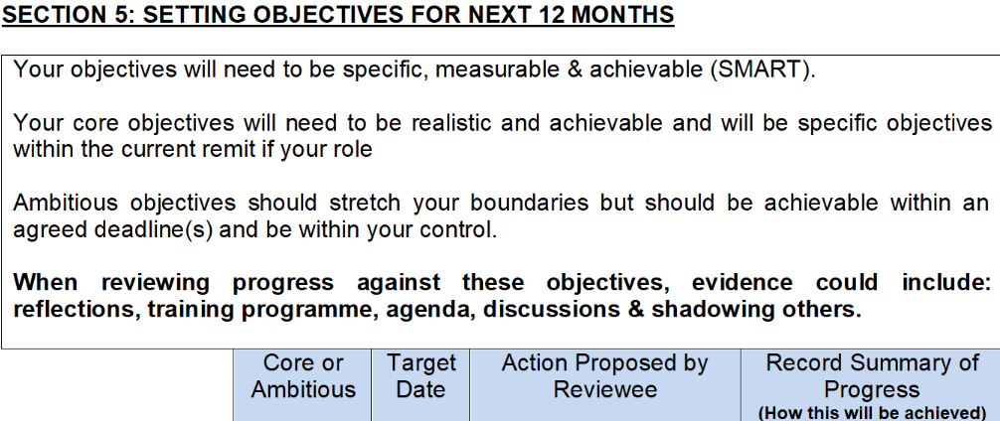 SECTION 5: SETTING OBJECTIVES FOR NEXT 12 MONTHS
Your objectives will need to be specific, measurable & achievable (SMART).
Your core objectives will need to be realistic and achievable and will be specific objectives
within the current remit if your role
Ambitious objectives should stretch your boundaries but should be achievable within an
agreed deadline(s) and be within your control.
When reviewing progress against these objectives, evidence could include:
reflections, training programme, agenda, discussions & shadowing others.
Core or
Ambitious
Target
Date
Action Proposed by
Reviewee
Record Summary of
Progress
(How this will be achieved)